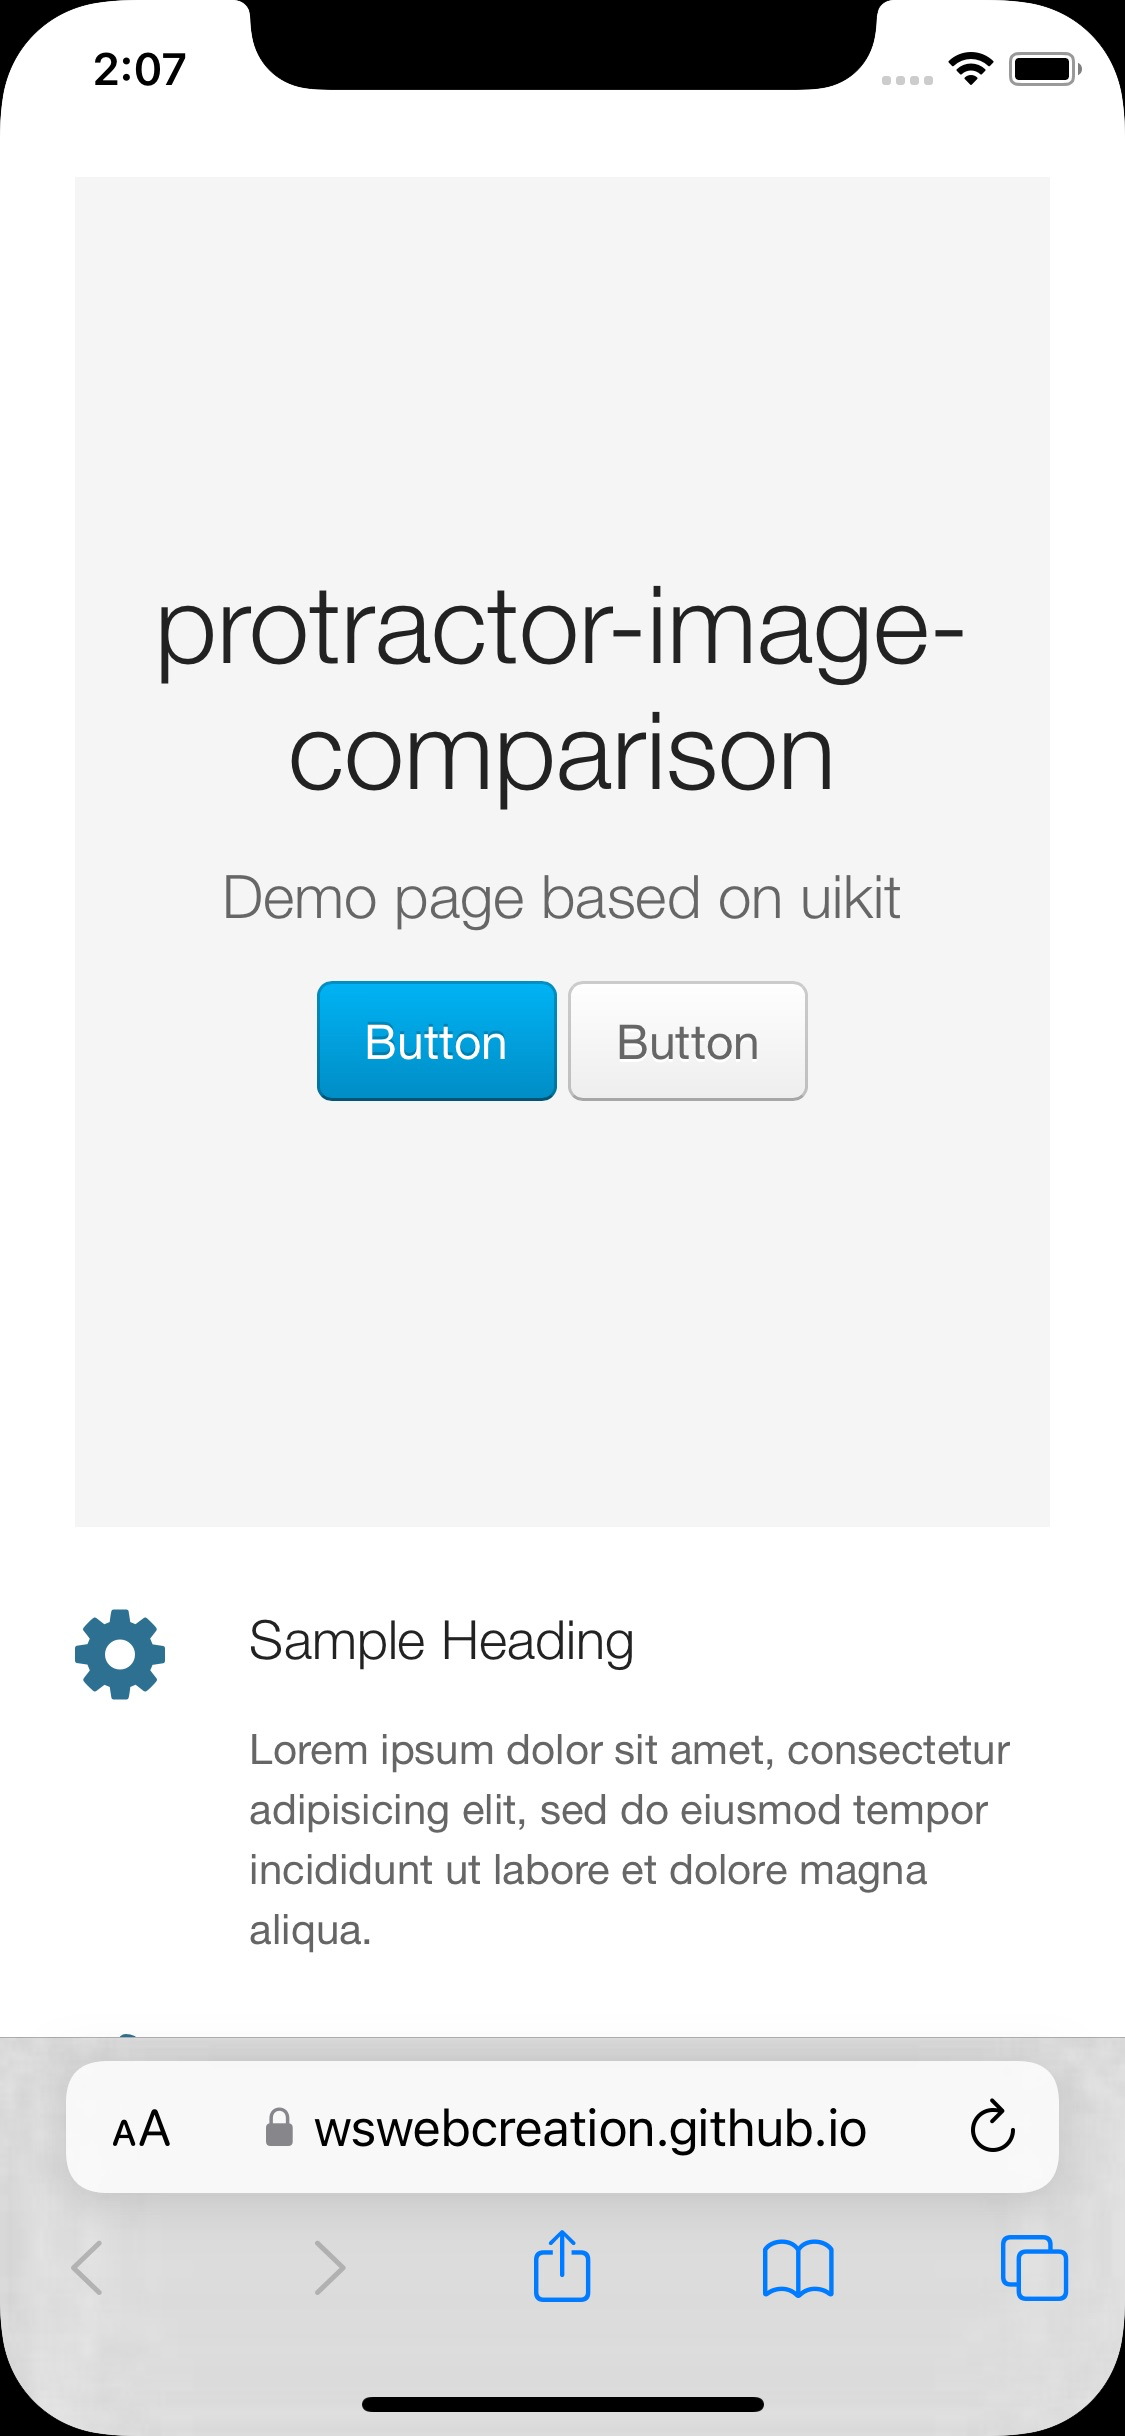 2:07
protractor-image-
comparison
Demo page based on uikit
Button Button
Sample Heading
Lorem ipsum dolor sit amet, consectetur
adipisicing elit, sed do eiusmod tempor
incididunt ut labore et dolore magna
aliqua.
AA wswebcreation.github.io